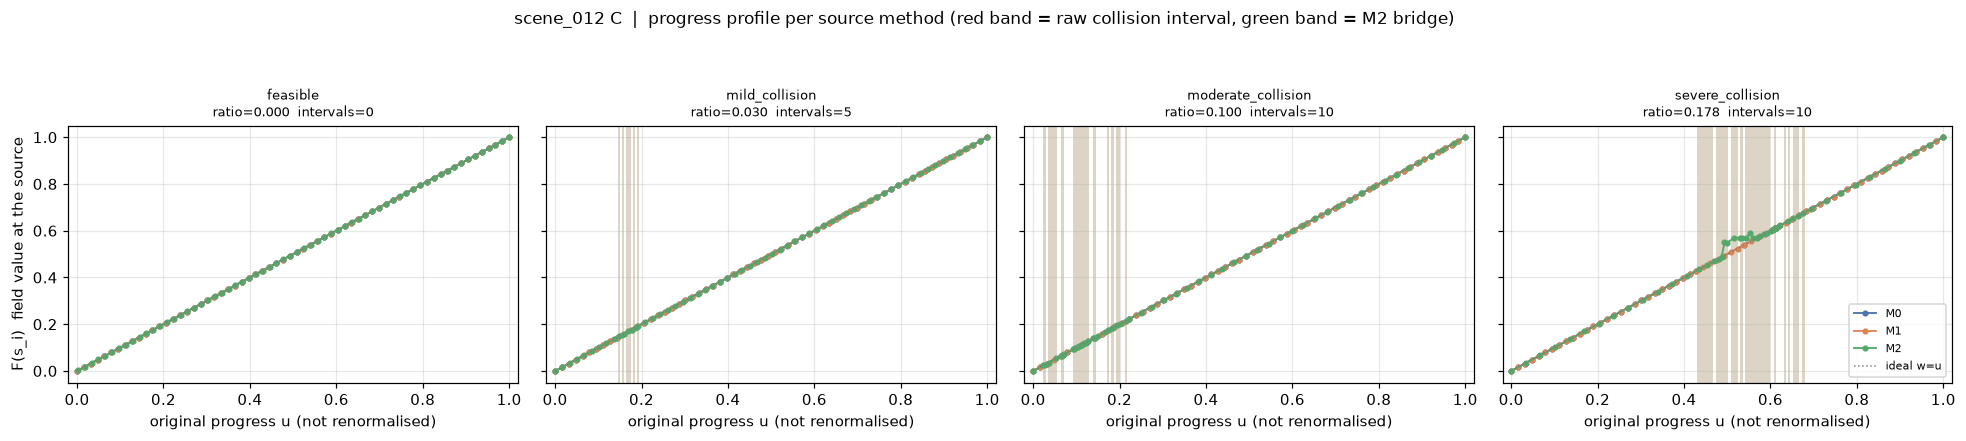 scene_012 C | progress profile per source method (red band = raw collision interval, green band = M2 bridge)
feasible
ratio=0.000 intervals=0
mild_collision
ratio=0.030 intervals=5
moderate_collision
ratio=0.100 intervals=10
severe_collision
ratio=0.178 intervals=10
F(s_i) field value at the source
1.0
0.8
0.6
0.4
0.2
0.0
M0
M1
M2
ideal w=u
0.0 0.2 0.4 0.6 0.8 1.0
0.0 0.2 0.4 0.6 0.8 1.0
0.0 0.2 0.4 0.6 0.8 1.0
0.0 0.2 0.4 0.6 0.8 1.0
original progress u (not renormalised)
original progress u (not renormalised)
original progress u (not renormalised)
original progress u (not renormalised)